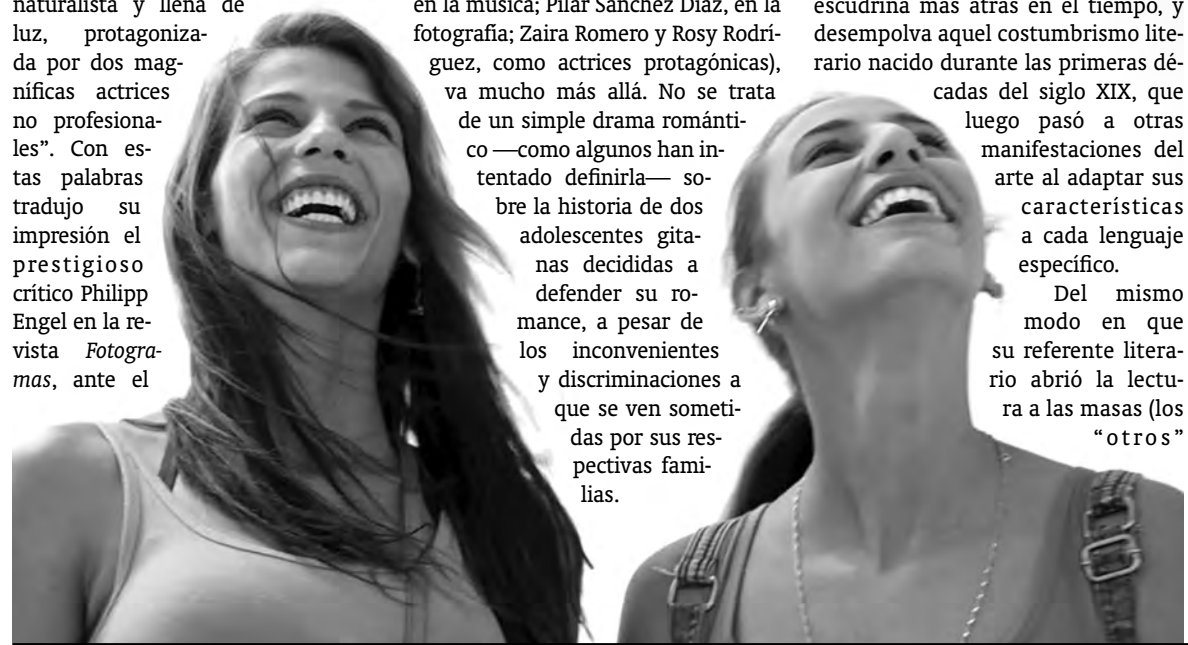 naturalista y llena de
luz, protagoniza-
da por dos mag-
níficas actrices
no profesiona-
les”. Con es-
tas palabras
tradujo su
impresión el
prestigioso
crítico Philipp
Engel en la re-
vista Fotogra-
mas, ante el
en la música; Pilar Sánchez Díaz, en la
fotografía; Zaira Romero y Rosy Rodrí-
guez, como actrices protagónicas),
va mucho más allá. No se trata
de un simple drama románti-
co —como algunos han in-
tentado definirla— so-
bre la historia de dos
adolescentes gita-
nas decididas a
defender su ro-
mance, a pesar de
los inconvenientes
y discriminaciones a
que se ven someti-
das por sus res-
pectivas fami-
lias.
escudriña más atrás en el tiempo, y
desempolva aquel costumbrismo lite-
rario nacido durante las primeras dé-
cadas del siglo XIX, que
luego pasó a otras
manifestaciones del
arte al adaptar sus
características
a cada lenguaje
específico.
Del mismo
modo en que
su referente litera-
rio abrió la lectu-
ra a las masas (los
“otros”